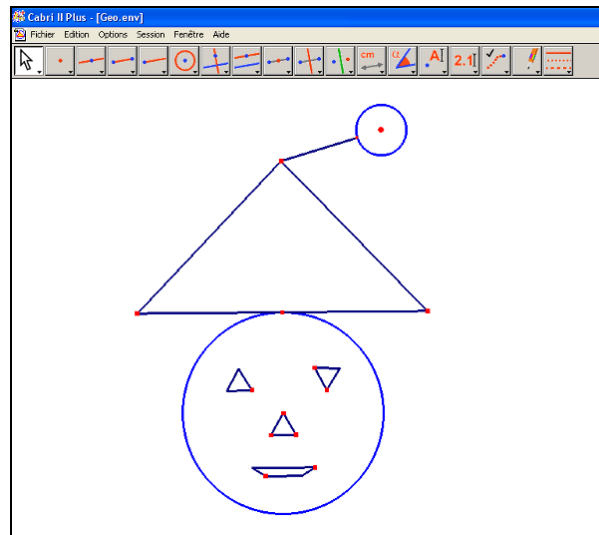 Cabri II Plus - [Geo.env]
Fichier Edition Options Session Fenêtre Aide
cm α A 2.1